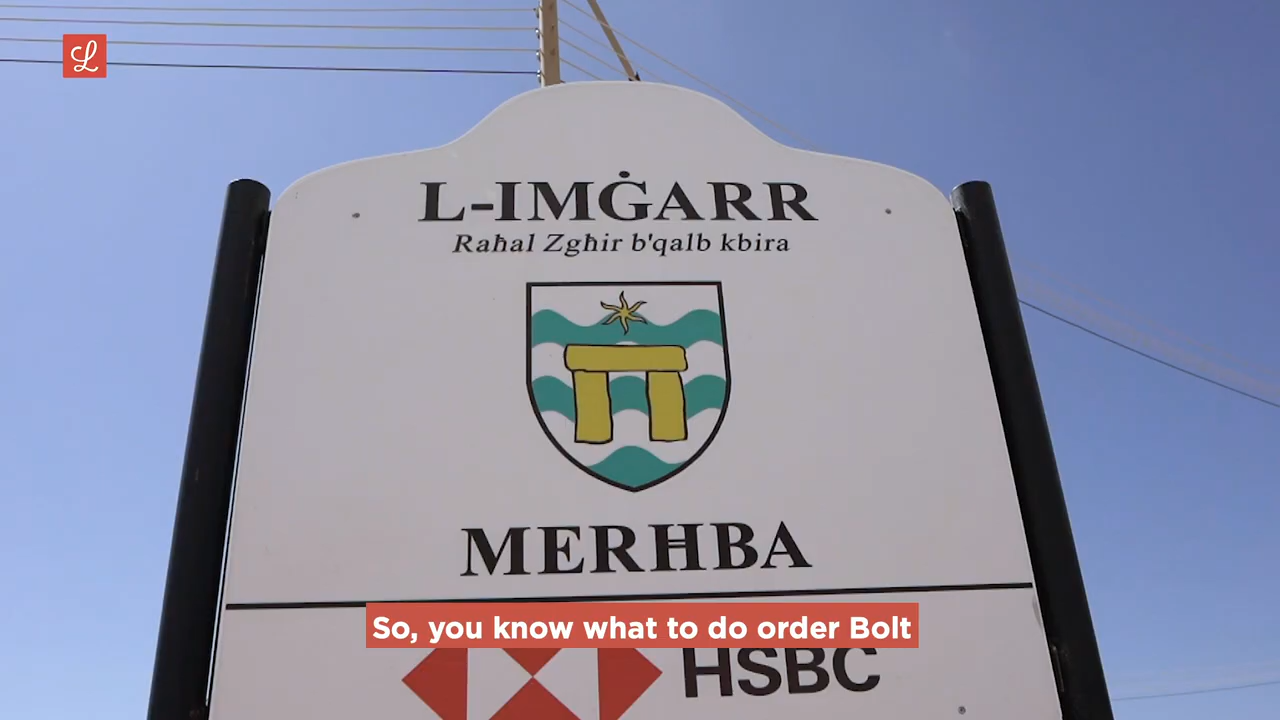 L
L-IMĠARR
Raħal Zgħir b'qalb kbira
MERĦBA
So, you know what to do order Bolt
HSBC